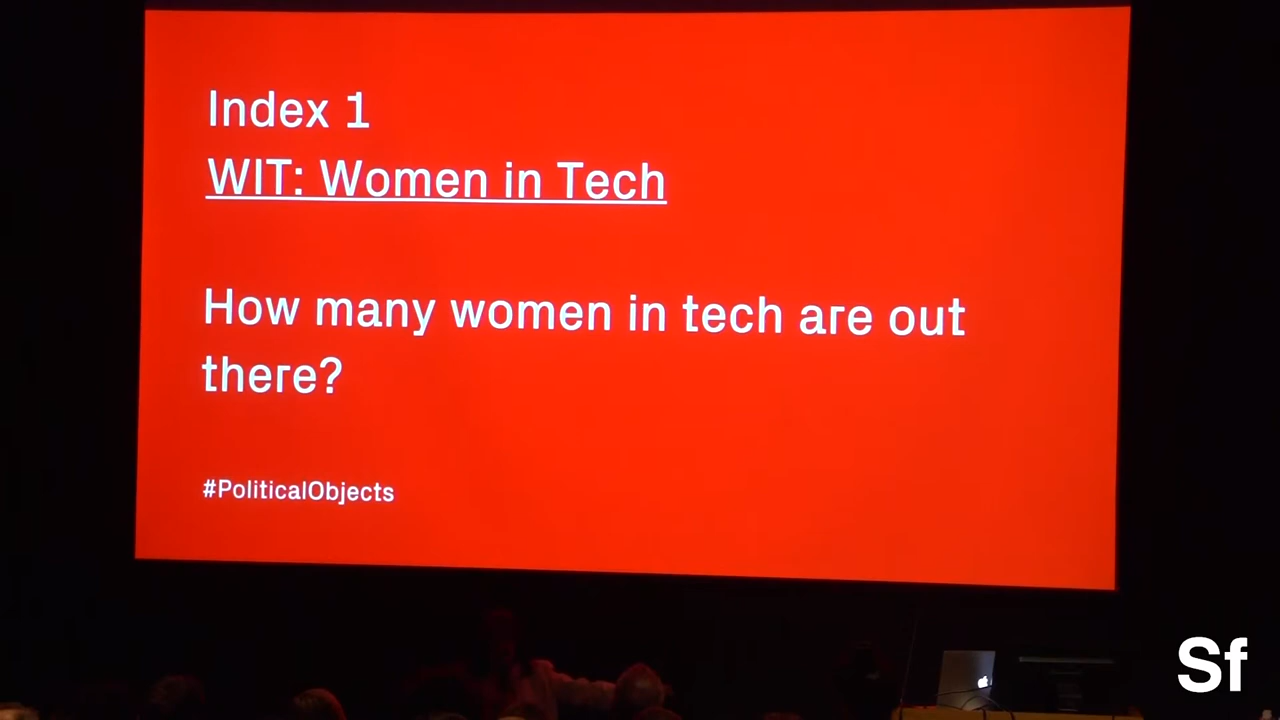 Index 1
WIT: Women in Tech
How many women in tech are out
there?
#PoliticalObjects
Sf